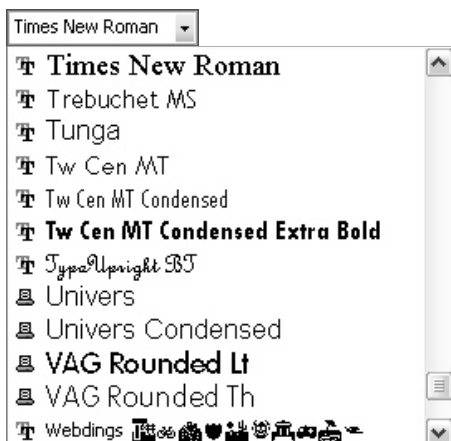 Times New Roman
Times New Roman
Trebuchet MS
Tunga
Tw Cen MT
Tw Cen MT Condensed
Tw Cen MT Condensed Extra Bold
TypoUpright BT
Univers
Univers Condensed
VAG Rounded Lt
VAG Rounded Th
Webdings